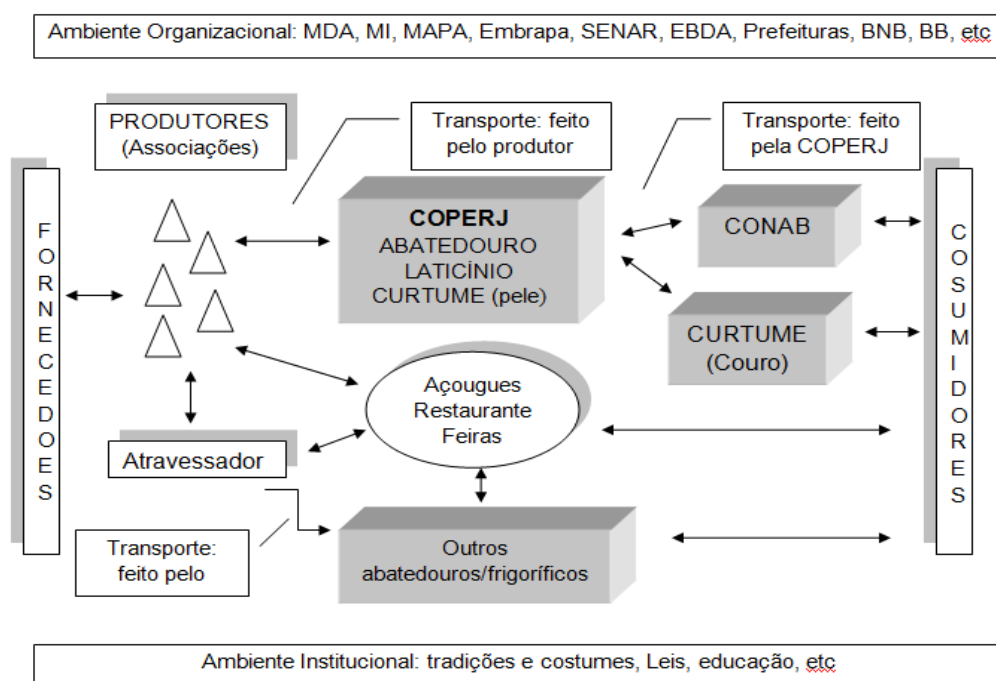 Ambiente Organizacional: MDA, MI, MAPA, Embrapa, SENAR, EBDA, Prefeituras, BNB, BB, etc
PRODUTORES
(Associações)
Transporte: feito
pelo produtor
Transporte: feito
pela COPERJ
FORNECEDOES
COPERJ
ABATEDOURO
LATICÍNIO
CURTUME (pele)
CONAB
CURTUME
(Couro)
COSUMIDORES
Açougues
Restaurante
Feiras
Atravessador
Transporte:
feito pelo
Outros
abatedouros/frigoríficos
Ambiente Institucional: tradições e costumes, Leis, educação, etc